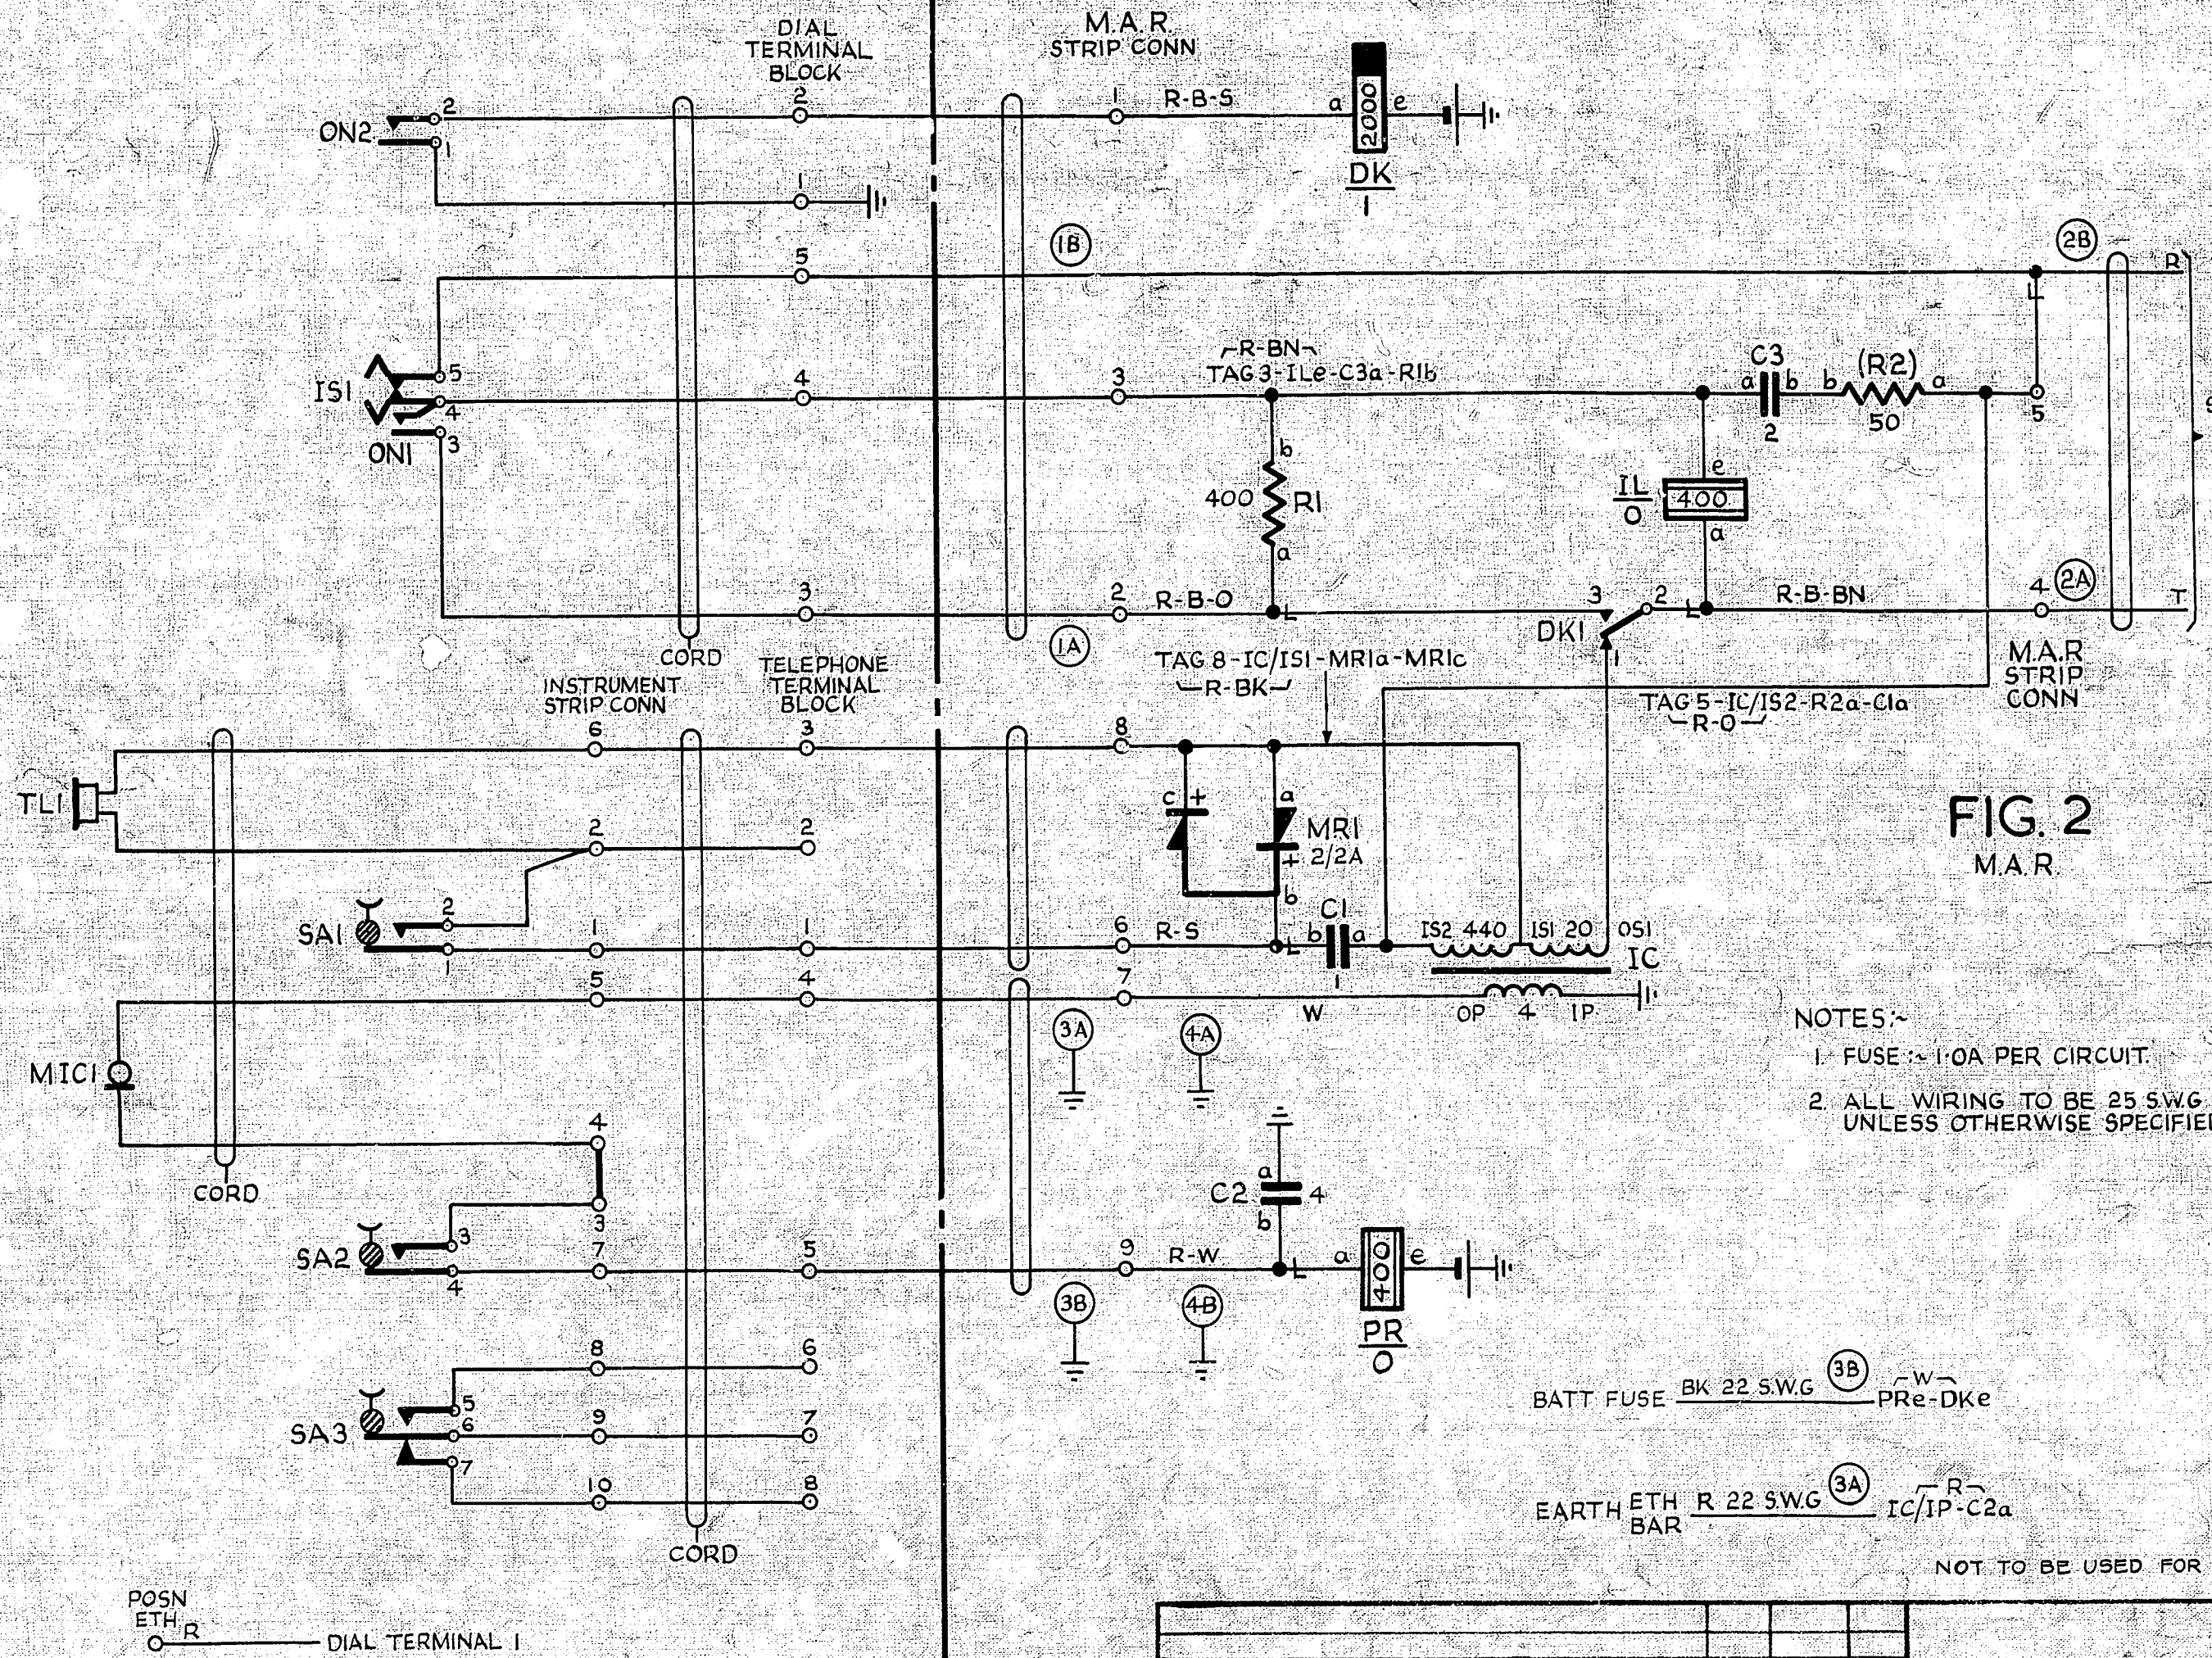 DIAL
TERMINAL
BLOCK
M.A.R.
STRIP CONN
2
2
1
R-B-S
a
2000
e
ON2
1
DK
1
1
5
1B
2B
R
R-BN
TAG 3-ILe-C3a-R1b
C3
(R2)
IS1
5
4
4
3
a
b
b
a
5
2
50
ON1
3
b
400
R1
a
IL
0
e
400
a
3
2
R-B-O
3
2
R-B-BN
4
2A
T
DK1
1
CORD
1A
TELEPHONE
TERMINAL
BLOCK
INSTRUMENT
STRIP CONN
TAG 8-IC/IS1-MR1a-MR1c
R-BK
M.A.R
STRIP
CONN
TAG 5-IC/IS2-R2a-C1a
R-O
6
3
8
TL1
c
+
a
MR1
2/2A
+
b
FIG. 2
M.A.R.
2
2
SA1
2
1
1
1
6
R-S
b
C1
a
1
IS2 440
IS1 20
OS1
IC
5
4
7
W
OP
4
IP
3A
4A
MIC1
NOTES:~
1. FUSE:~ 1.0A PER CIRCUIT.
2. ALL WIRING TO BE 25 S.W.G
UNLESS OTHERWISE SPECIFIE
4
CORD
3
C2
a
4
b
SA2
3
4
7
5
9
R-W
a
400
e
PR
0
3B
4B
8
6
BATT FUSE
BK 22 S.W.G
3B
W
PRe-DKe
SA3
5
6
7
9
7
10
8
EARTH
ETH
BAR
R 22 S.W.G
3A
R
IC/IP-C2a
CORD
NOT TO BE USED FOR
POSN
ETH
R
DIAL TERMINAL 1